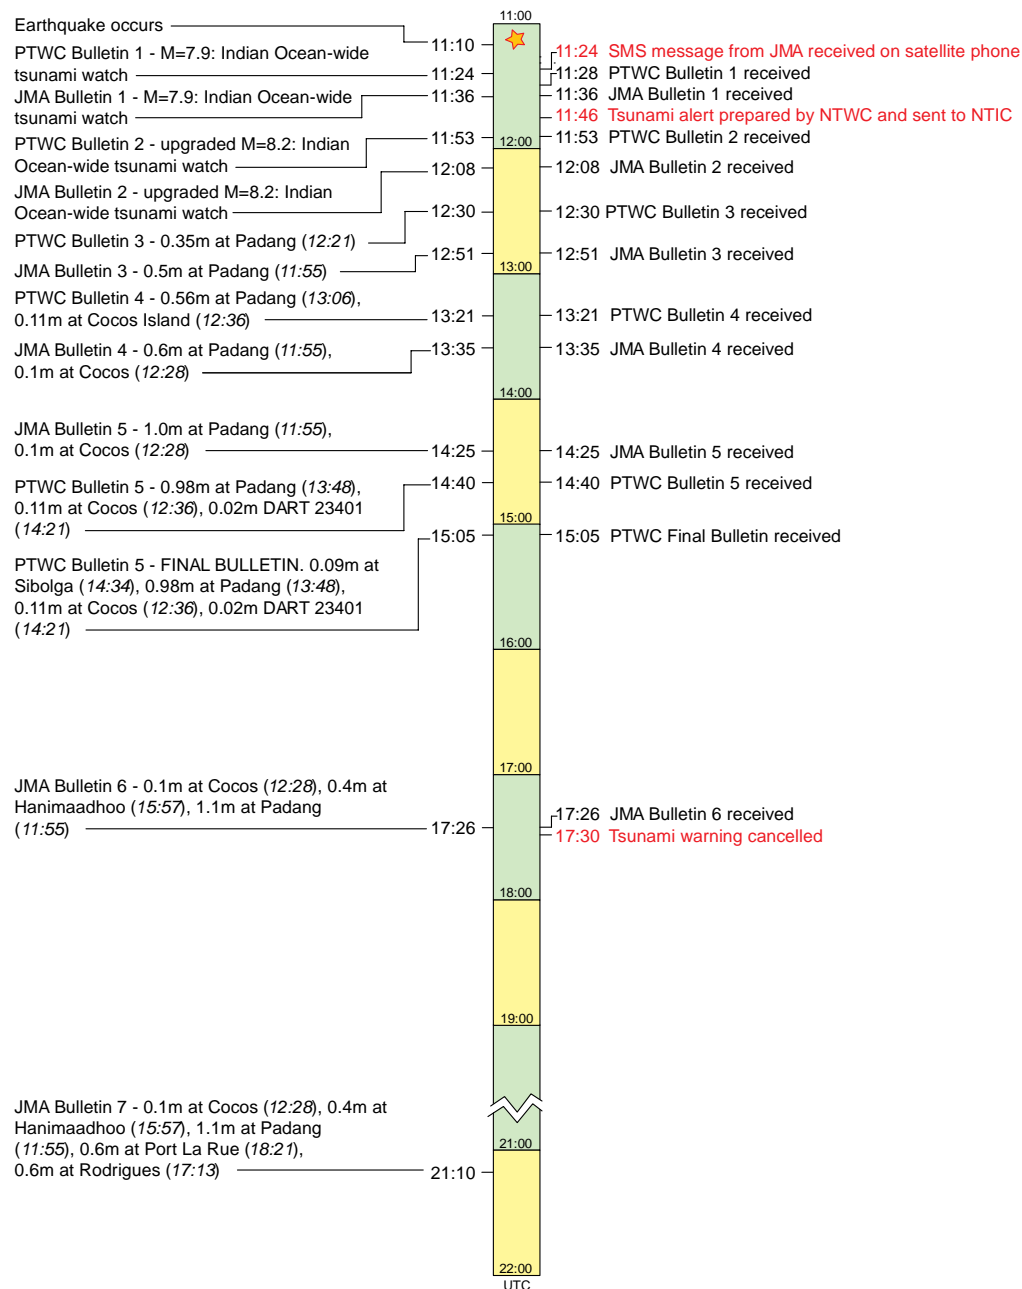 11:00
Earthquake occurs
11:10
PTWC Bulletin 1 - M=7.9: Indian Ocean-wide
tsunami watch
11:24
JMA Bulletin 1 - M=7.9: Indian Ocean-wide
tsunami watch
11:36
PTWC Bulletin 2 - upgraded M=8.2: Indian
Ocean-wide tsunami watch
11:53
JMA Bulletin 2 - upgraded M=8.2: Indian
Ocean-wide tsunami watch
12:08
PTWC Bulletin 3 - 0.35m at Padang (12:21)
12:30
JMA Bulletin 3 - 0.5m at Padang (11:55)
12:51
PTWC Bulletin 4 - 0.56m at Padang (13:06),
0.11m at Cocos Island (12:36)
13:21
JMA Bulletin 4 - 0.6m at Padang (11:55),
0.1m at Cocos (12:28)
13:35
JMA Bulletin 5 - 1.0m at Padang (11:55),
0.1m at Cocos (12:28)
14:25
PTWC Bulletin 5 - 0.98m at Padang (13:48),
0.11m at Cocos (12:36), 0.02m DART 23401
(14:21)
14:40
PTWC Bulletin 5 - FINAL BULLETIN. 0.09m at
Sibolga (14:34), 0.98m at Padang (13:48),
0.11m at Cocos (12:36), 0.02m DART 23401
(14:21)
15:05
JMA Bulletin 6 - 0.1m at Cocos (12:28), 0.4m at
Hanimaadhoo (15:57), 1.1m at Padang
(11:55)
17:26
JMA Bulletin 7 - 0.1m at Cocos (12:28), 0.4m at
Hanimaadhoo (15:57), 1.1m at Padang
(11:55), 0.6m at Port La Rue (18:21),
0.6m at Rodrigues (17:13)
21:10
12:00
13:00
14:00
15:00
16:00
17:00
18:00
19:00
21:00
22:00
UTC
11:24 SMS message from JMA received on satellite phone
11:28 PTWC Bulletin 1 received
11:36 JMA Bulletin 1 received
11:46 Tsunami alert prepared by NTWC and sent to NTIC
11:53 PTWC Bulletin 2 received
12:08 JMA Bulletin 2 received
12:30 PTWC Bulletin 3 received
12:51 JMA Bulletin 3 received
13:21 PTWC Bulletin 4 received
13:35 JMA Bulletin 4 received
14:25 JMA Bulletin 5 received
14:40 PTWC Bulletin 5 received
15:05 PTWC Final Bulletin received
17:26 JMA Bulletin 6 received
17:30 Tsunami warning cancelled